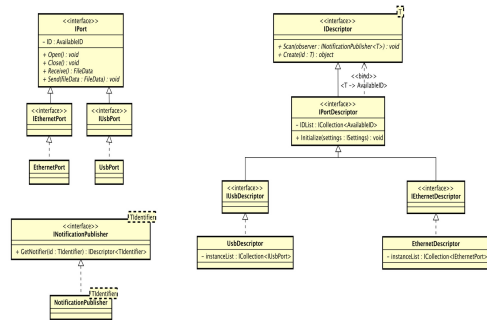 <<interface>>
IPort
- ID : AvailableID
+ Open() : void
+ Close() : void
+ Receive() : FileData
+ Send(fileData : FileData) : void
<<interface>>
IEthernetPort
<<interface>>
IUsbPort
EthernetPort
UsbPort
TIdentifier
<<interface>>
INotificationPublisher
+ GetNotifier(id : TIdentifier) : IDescriptor<TIdentifier>
TIdentifier
NotificationPublisher
T
<<interface>>
IDescriptor
+ Scan(observer : INotificationPublisher<T>) : void
+ Create(id : T) : object
<<bind>>
<T -> AvailableID>
<<interface>>
IPortDescriptor
- IDList : ICollection<AvailableID>
+ Initialize(settings : ISettings) : void
<<interface>>
IUsbDescriptor
<<interface>>
IEthernetDescriptor
UsbDescriptor
- instanceList : ICollection<IUsbPort>
EthernetDescriptor
- instanceList : ICollection<IEthernetPort>